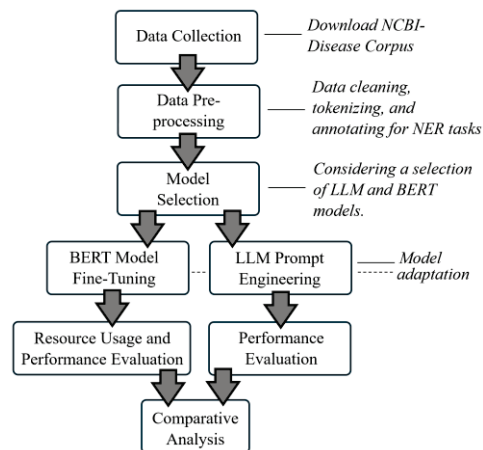 Data Collection
Download NCBI-
Disease Corpus
Data Pre-
processing
Data cleaning,
tokenizing, and
annotating for NER tasks
Model
Selection
Considering a selection
of LLM and BERT
models.
BERT Model
Fine-Tuning
LLM Prompt
Engineering
Model
adaptation
Resource Usage and
Performance Evaluation
Performance
Evaluation
Comparative
Analysis